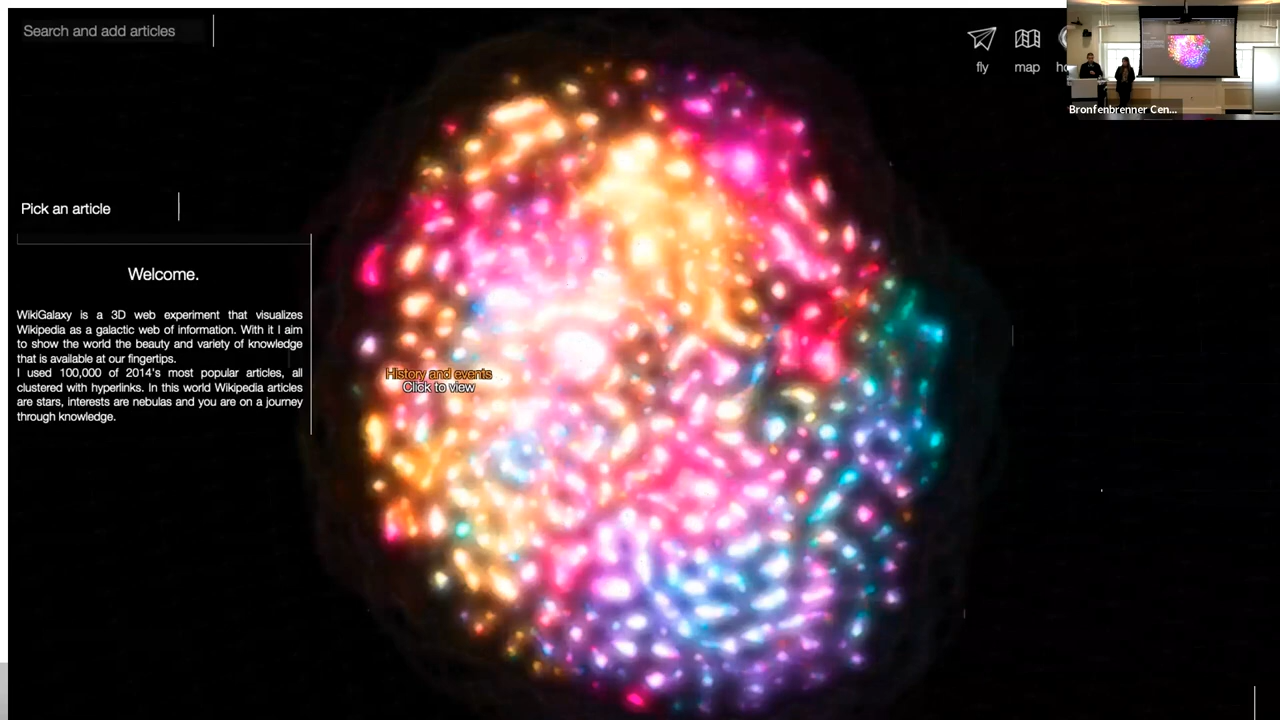 Search and add articles
fly
map
Bronfenbrenner Cen...
Pick an article
Welcome.
WikiGalaxy is a 3D web experiment that visualizes
Wikipedia as a galactic web of information. With it I aim
to show the world the beauty and variety of knowledge
that is available at our fingertips.
I used 100,000 of 2014's most popular articles, all
clustered with hyperlinks. In this world Wikipedia articles
are stars, interests are nebulas and you are on a journey
through knowledge.
History and events
Click to view